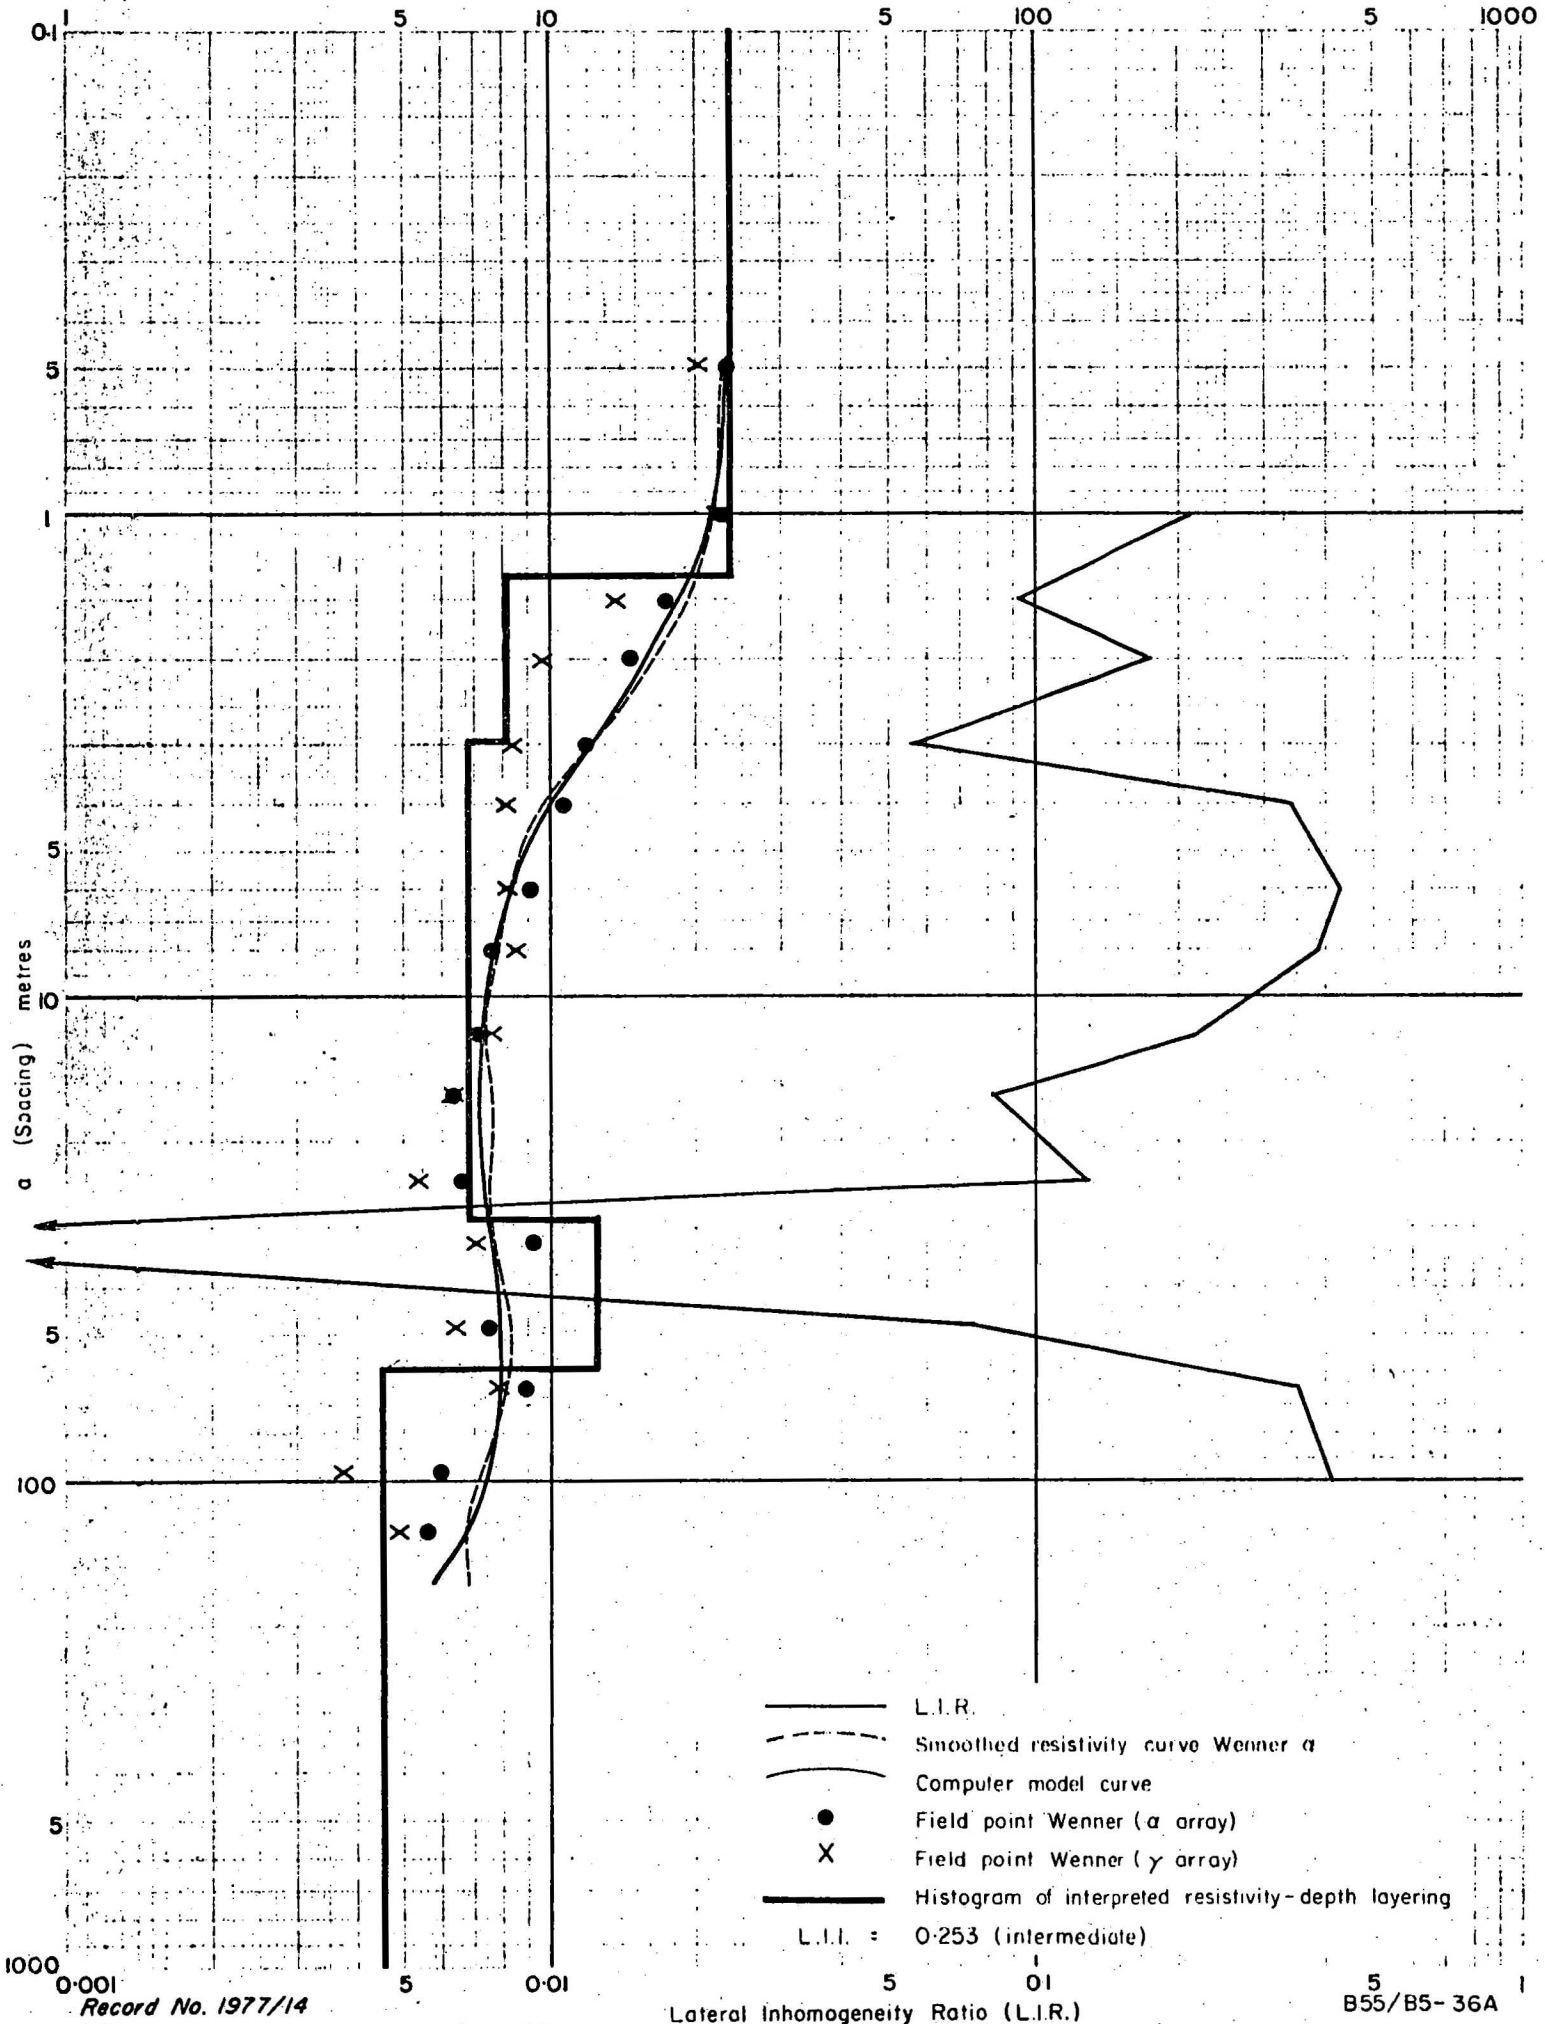 1 5 10 5 100 5 1000
0·1
5
1
5
a (Spacing) metres
10
5
100
L.I.R.
Smoothed resistivity curve Wenner α
Computer model curve
Field point Wenner (α array)
Field point Wenner (γ array)
Histogram of interpreted resistivity-depth layering
L.I.I. = 0·253 (intermediate)
5
1000
0·001 5 0·01 5 0·1 5 1
Record No. 1977/14
Lateral Inhomogeneity Ratio (L.I.R.)
B55/B5-36A